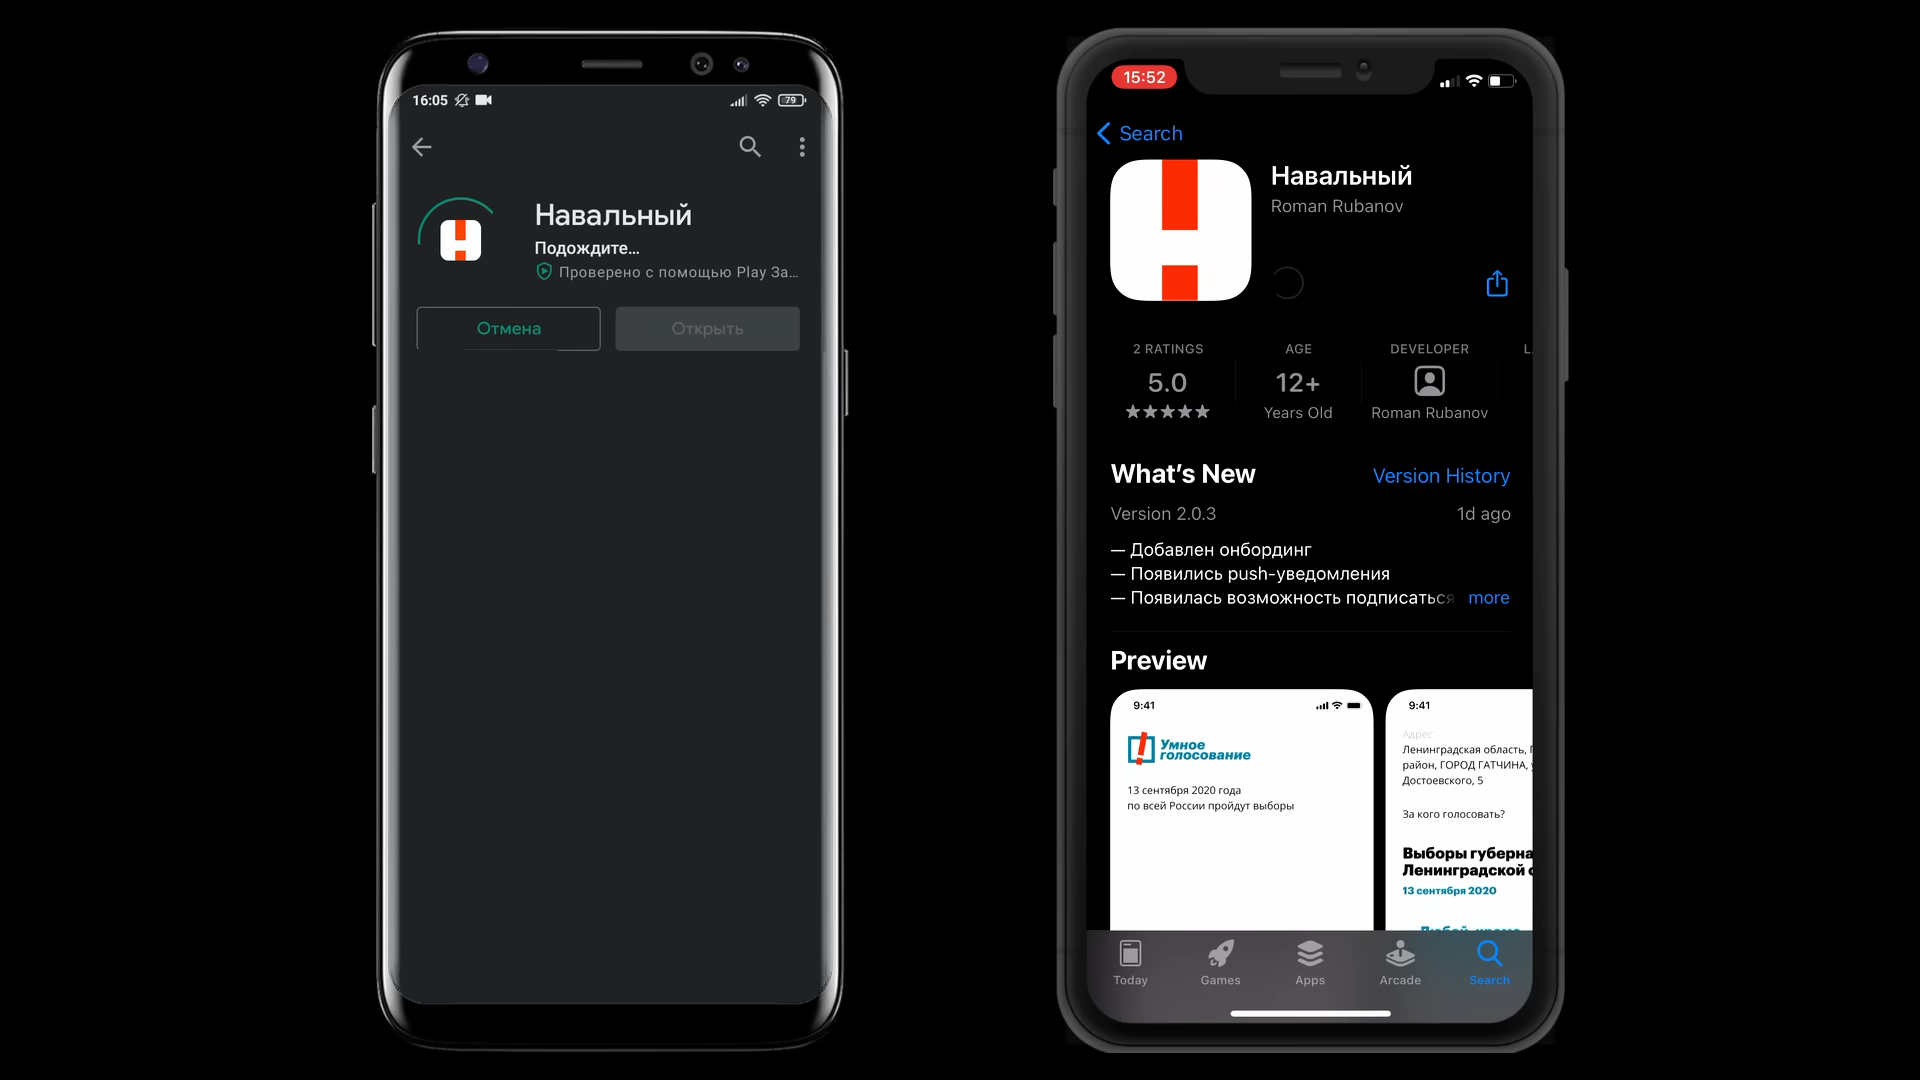 16:05
79
Навальный
Подождите…
Проверено с помощью Play За…
Отмена
Открыть
15:52
Search
Навальный
Roman Rubanov
2 RATINGS
5.0
AGE
12+
Years Old
DEVELOPER
Roman Rubanov
L
What's New
Version History
Version 2.0.3
1d ago
— Добавлен онбординг
— Появились push-уведомления
— Появилась возможность подписаться
more
Preview
9:41
Умное
голосование
13 сентября 2020 года
по всей России пройдут выборы
9:41
Адрес:
Ленинградская область, Г
район, ГОРОД ГАТЧИНА, у
Достоевского, 5
За кого голосовать?
Выборы губерна
Ленинградской о
13 сентября 2020
Любой, кроме
Today
Games
Apps
Arcade
Search